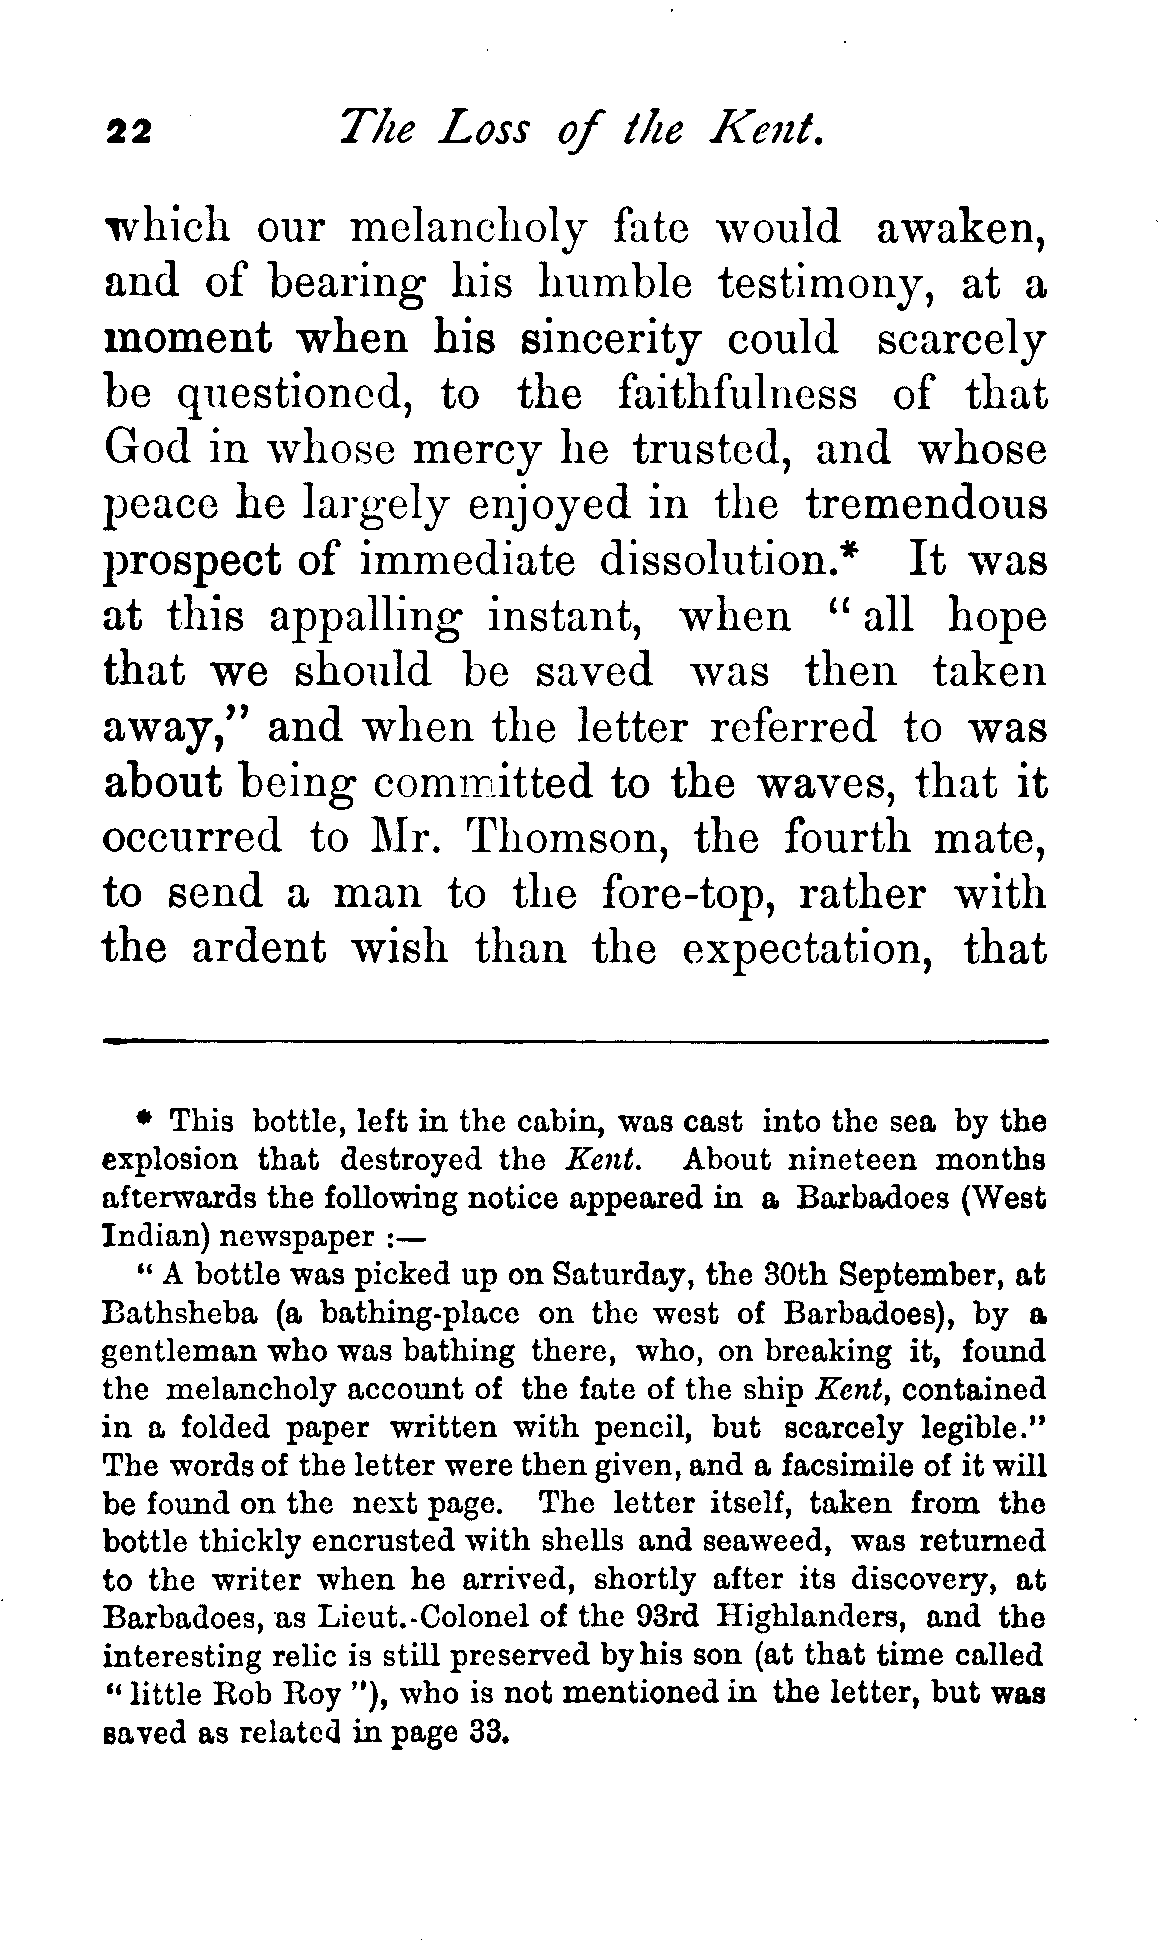 22 The Loss of the Kent.
which our melancholy fate would awaken,
and of bearing his humble testimony, at a
moment when his sincerity could scarcely
be questioned, to the faithfulness of that
God in whose mercy he trusted, and whose
peace he largely enjoyed in the tremendous
prospect of immediate dissolution.* It was
at this appalling instant, when " all hope
that we should be saved was then taken
away," and when the letter referred to was
about being committed to the waves, that it
occurred to Mr. Thomson, the fourth mate,
to send a man to the fore-top, rather with
the ardent wish than the expectation, that
* This bottle, left in the cabin, was cast into the sea by the
explosion that destroyed the Kent. About nineteen months
afterwards the following notice appeared in a Barbadoes (West
Indian) newspaper :—
" A bottle was picked up on Saturday, the 30th September, at
Bathsheba (a bathing-place on the west of Barbadoes), by a
gentleman who was bathing there, who, on breaking it, found
the melancholy account of the fate of the ship Kent, contained
in a folded paper written with pencil, but scarcely legible."
The words of the letter were then given, and a facsimile of it will
be found on the next page. The letter itself, taken from the
bottle thickly encrusted with shells and seaweed, was returned
to the writer when he arrived, shortly after its discovery, at
Barbadoes, as Lieut.-Colonel of the 93rd Highlanders, and the
interesting relic is still preserved by his son (at that time called
" little Rob Roy "), who is not mentioned in the letter, but was
saved as related in page 33.